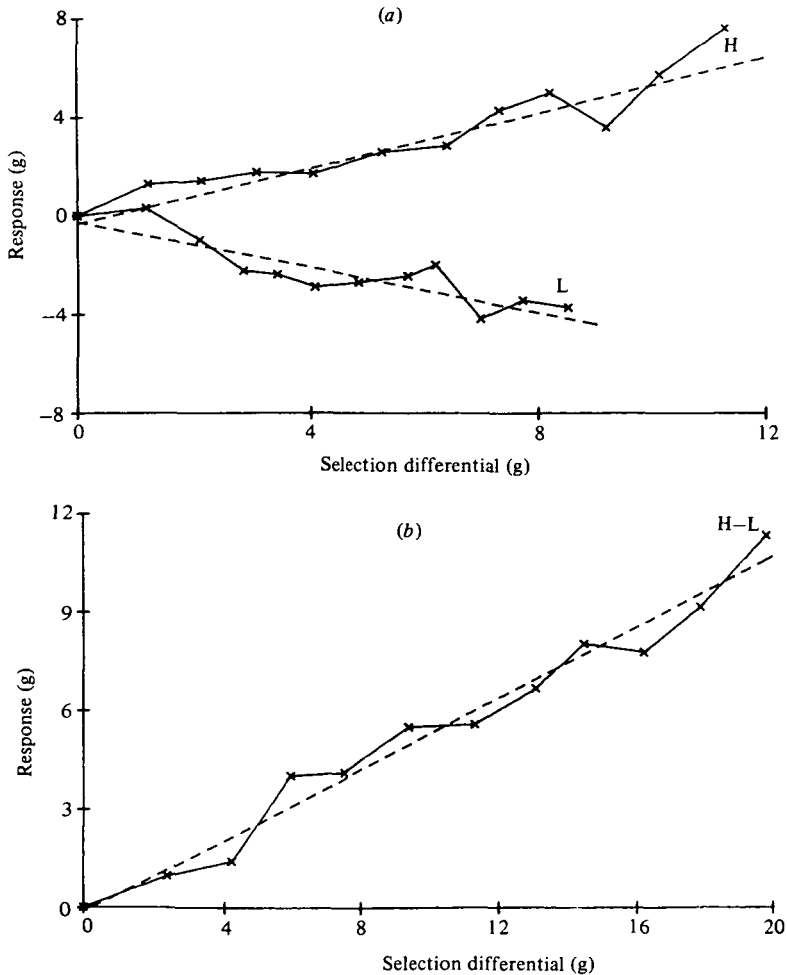 (a)
8
H
4
Response (g)
0
L
−4
−8
0 4 8 12
Selection differential (g)
12
(b)
H−L
9
Response (g)
6
3
0
0 4 8 12 16 20
Selection differential (g)